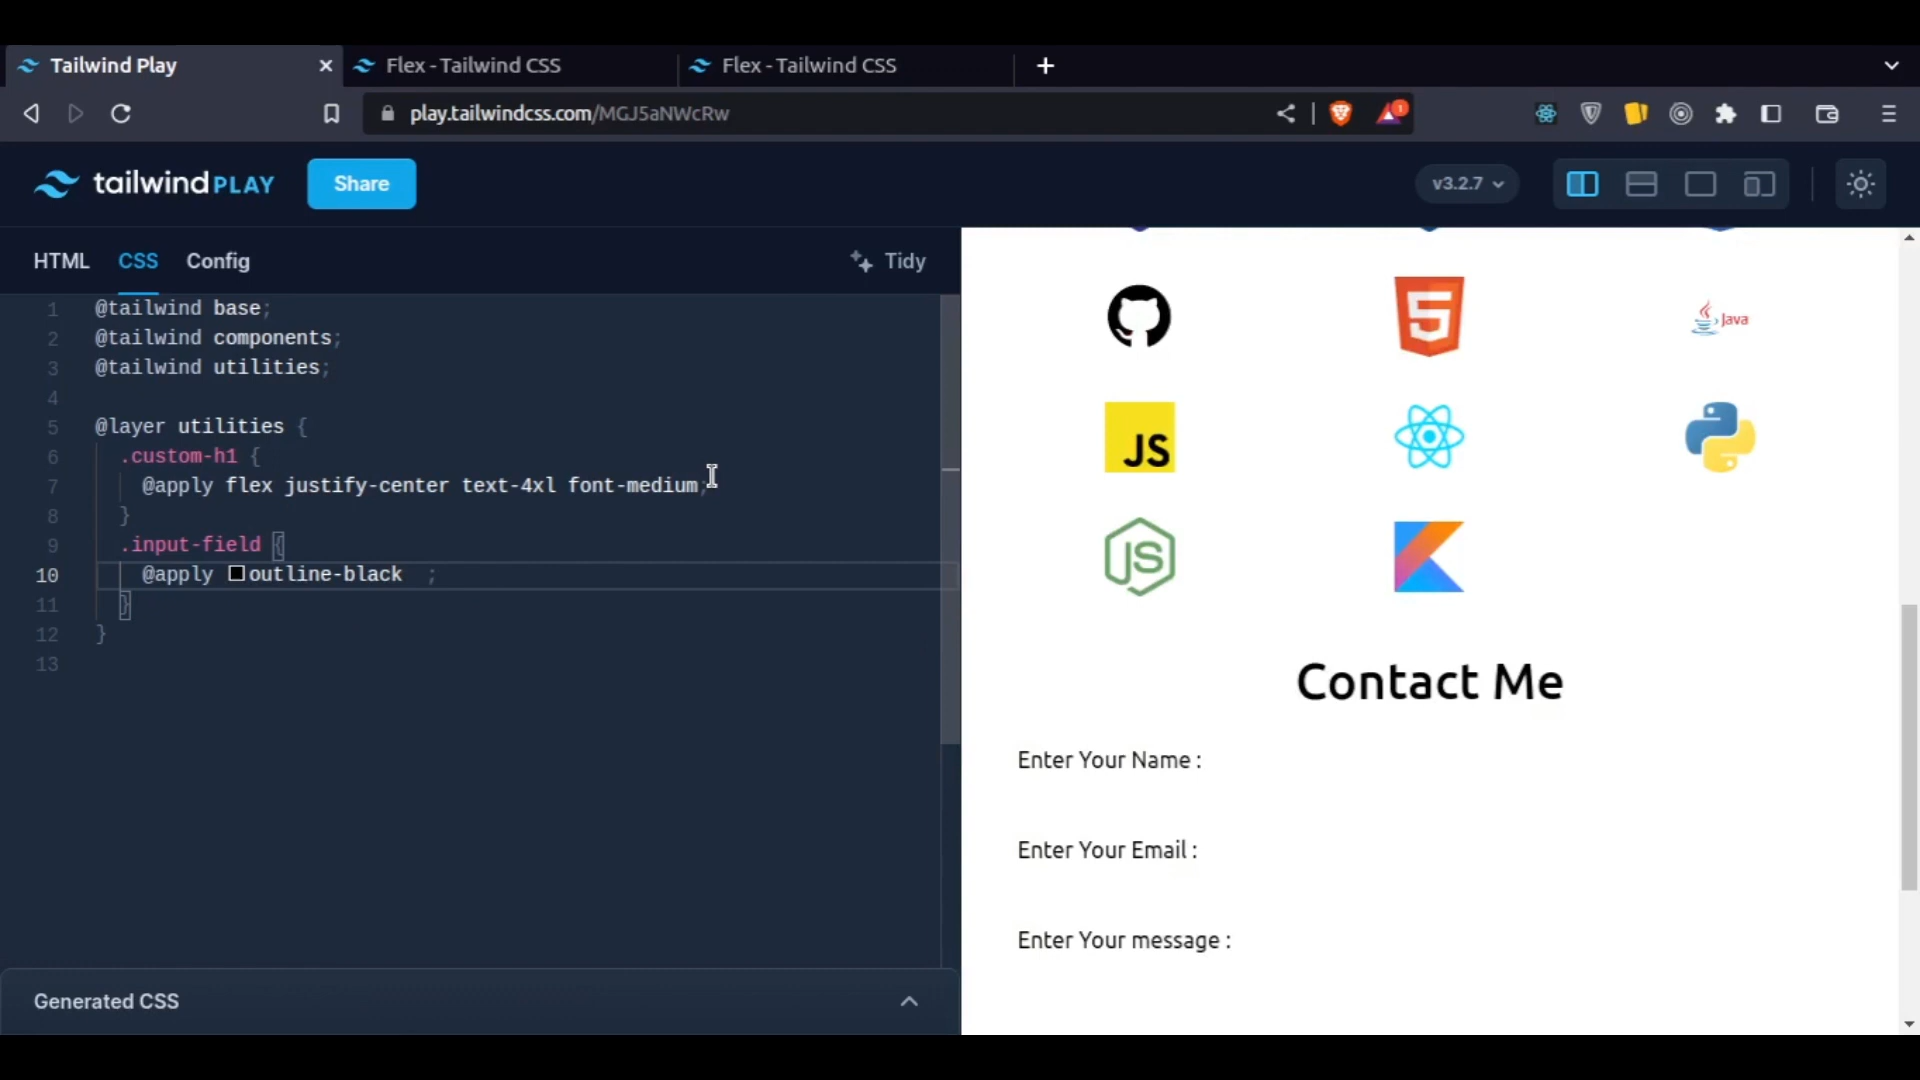 Tailwind Play
Flex - Tailwind CSS
Flex - Tailwind CSS
play.tailwindcss.com/MGJ5aNWcRw
1
tailwind PLAY
Share
v3.2.7
HTML CSS Config
Tidy
1 @tailwind base;
2 @tailwind components;
3 @tailwind utilities;
4
5 @layer utilities {
6 .custom-h1 {
7 @apply flex justify-center text-4xl font-medium;
8 }
9 .input-field {
10 @apply outline-black ;
11 }
12 }
13
Generated CSS
5
Java
JS
JS
Contact Me
Enter Your Name :
Enter Your Email :
Enter Your message :